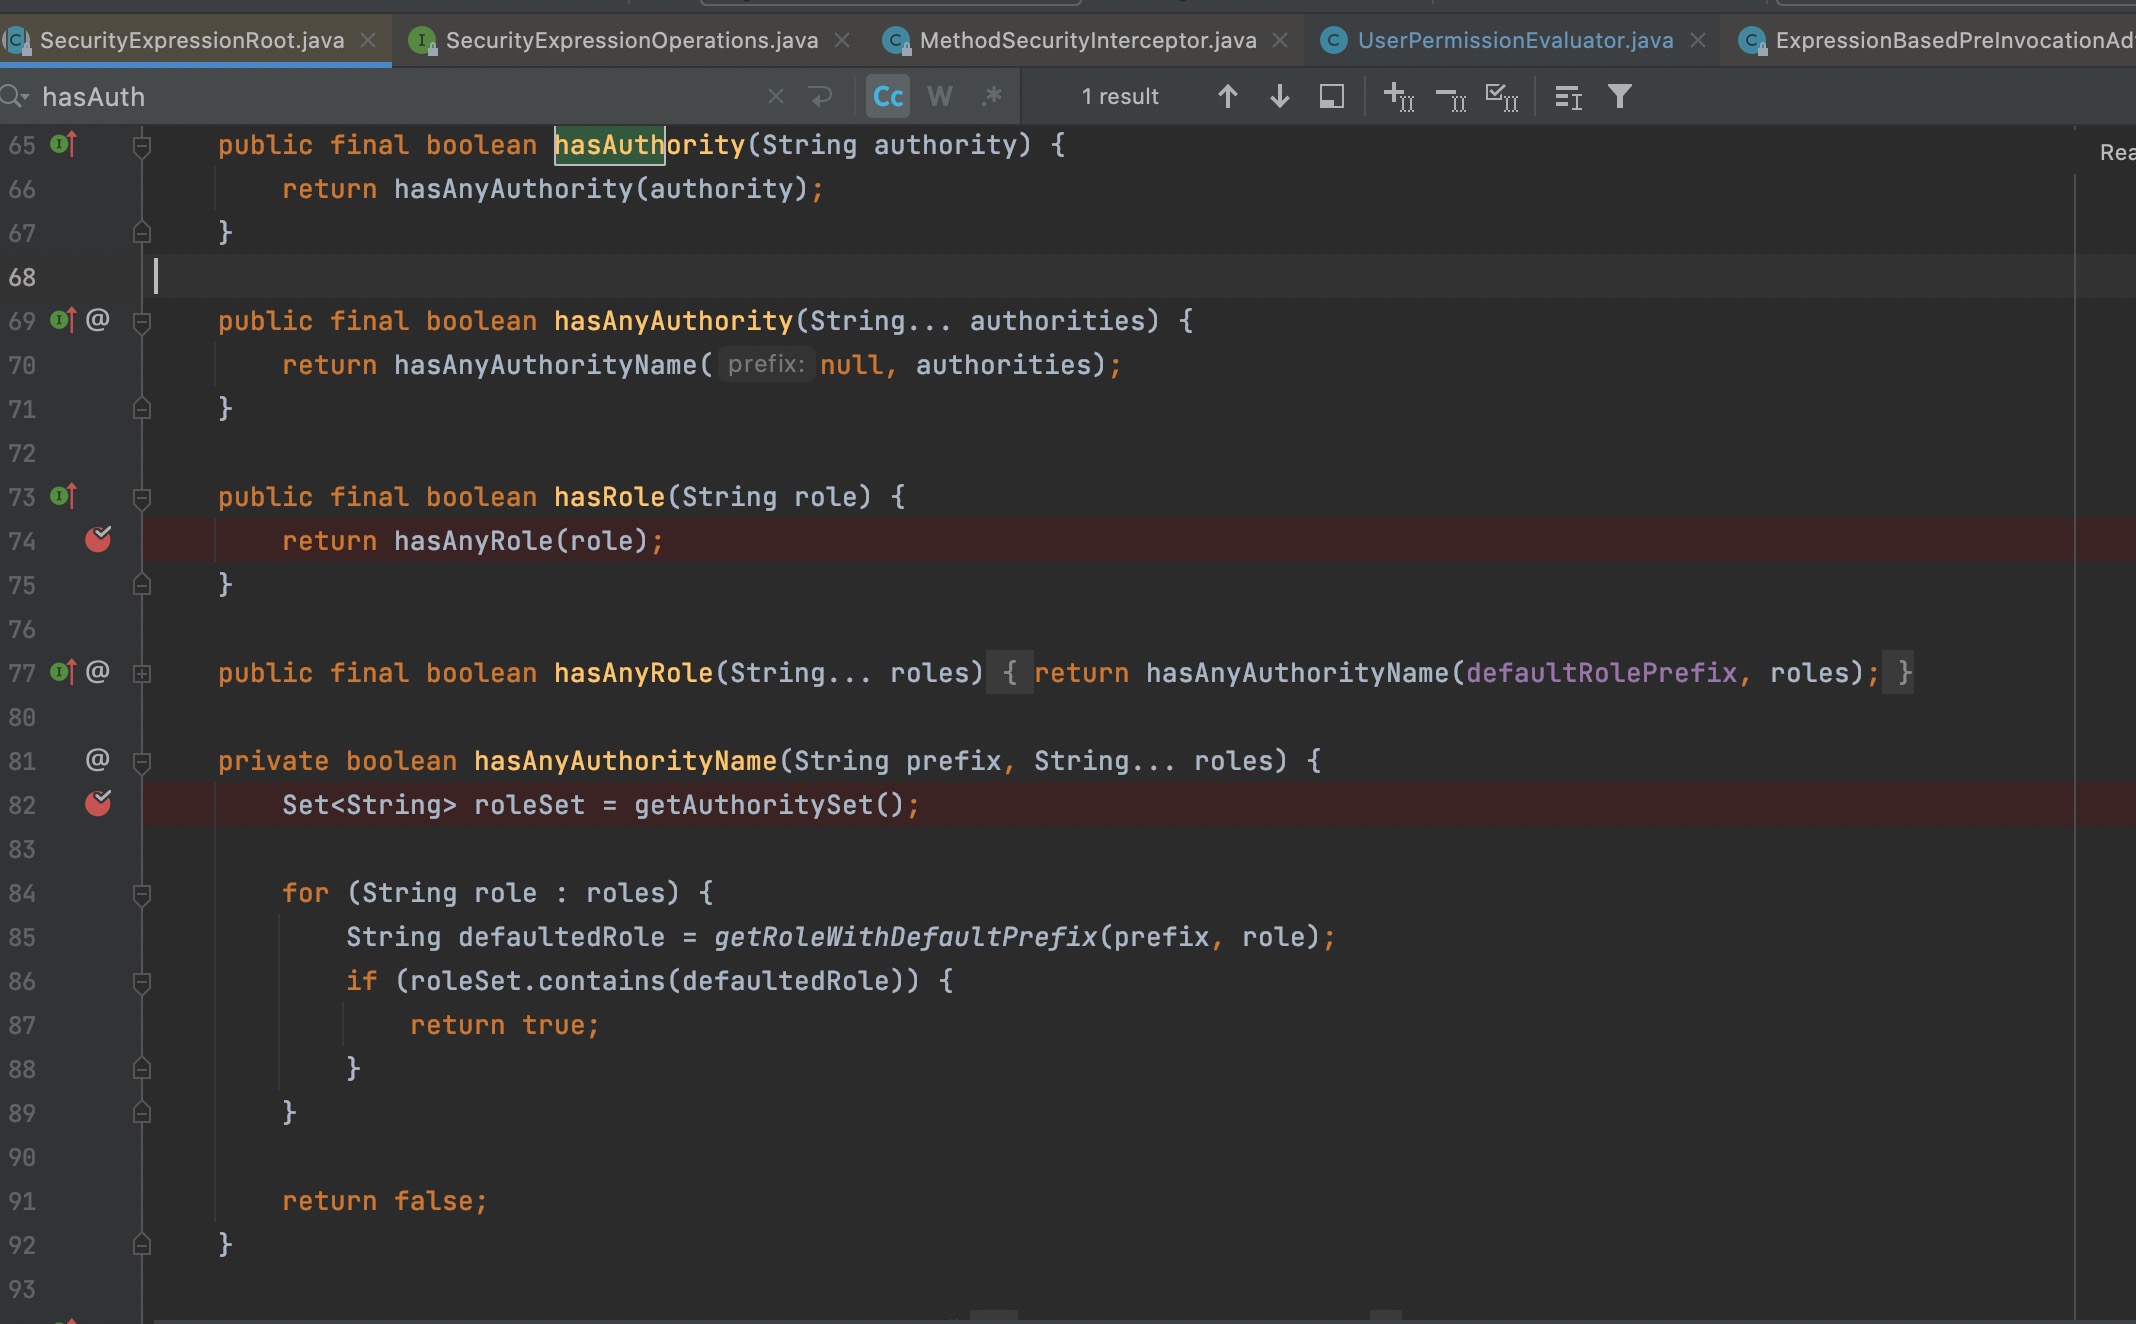 SecurityExpressionRoot.java SecurityExpressionOperations.java MethodSecurityInterceptor.java UserPermissionEvaluator.java ExpressionBasedPreInvocationAd
hasAuth Cc W .* 1 result
65 public final boolean hasAuthority(String authority) {
Rea
66 return hasAnyAuthority(authority);
67 }
68
69 @ public final boolean hasAnyAuthority(String... authorities) {
70 return hasAnyAuthorityName( prefix: null, authorities);
71 }
72
73 public final boolean hasRole(String role) {
74 return hasAnyRole(role);
75 }
76
77 @ public final boolean hasAnyRole(String... roles) { return hasAnyAuthorityName(defaultRolePrefix, roles); }
80
81 @ private boolean hasAnyAuthorityName(String prefix, String... roles) {
82 Set<String> roleSet = getAuthoritySet();
83
84 for (String role : roles) {
85 String defaultedRole = getRoleWithDefaultPrefix(prefix, role);
86 if (roleSet.contains(defaultedRole)) {
87 return true;
88 }
89 }
90
91 return false;
92 }
93